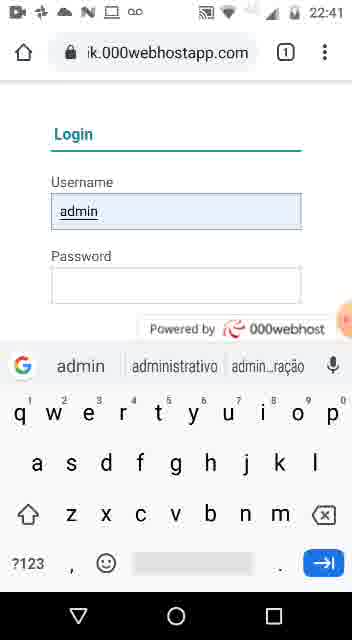 22:41
ik.000webhostapp.com
1
Login
Username
admin
Password
Powered by 000webhost
G admin administrativo admin...ração
1 2 3 4 5 6 7 8 9 0
q w e r t y u i o p
a s d f g h j k l
z x c v b n m
?123 , .